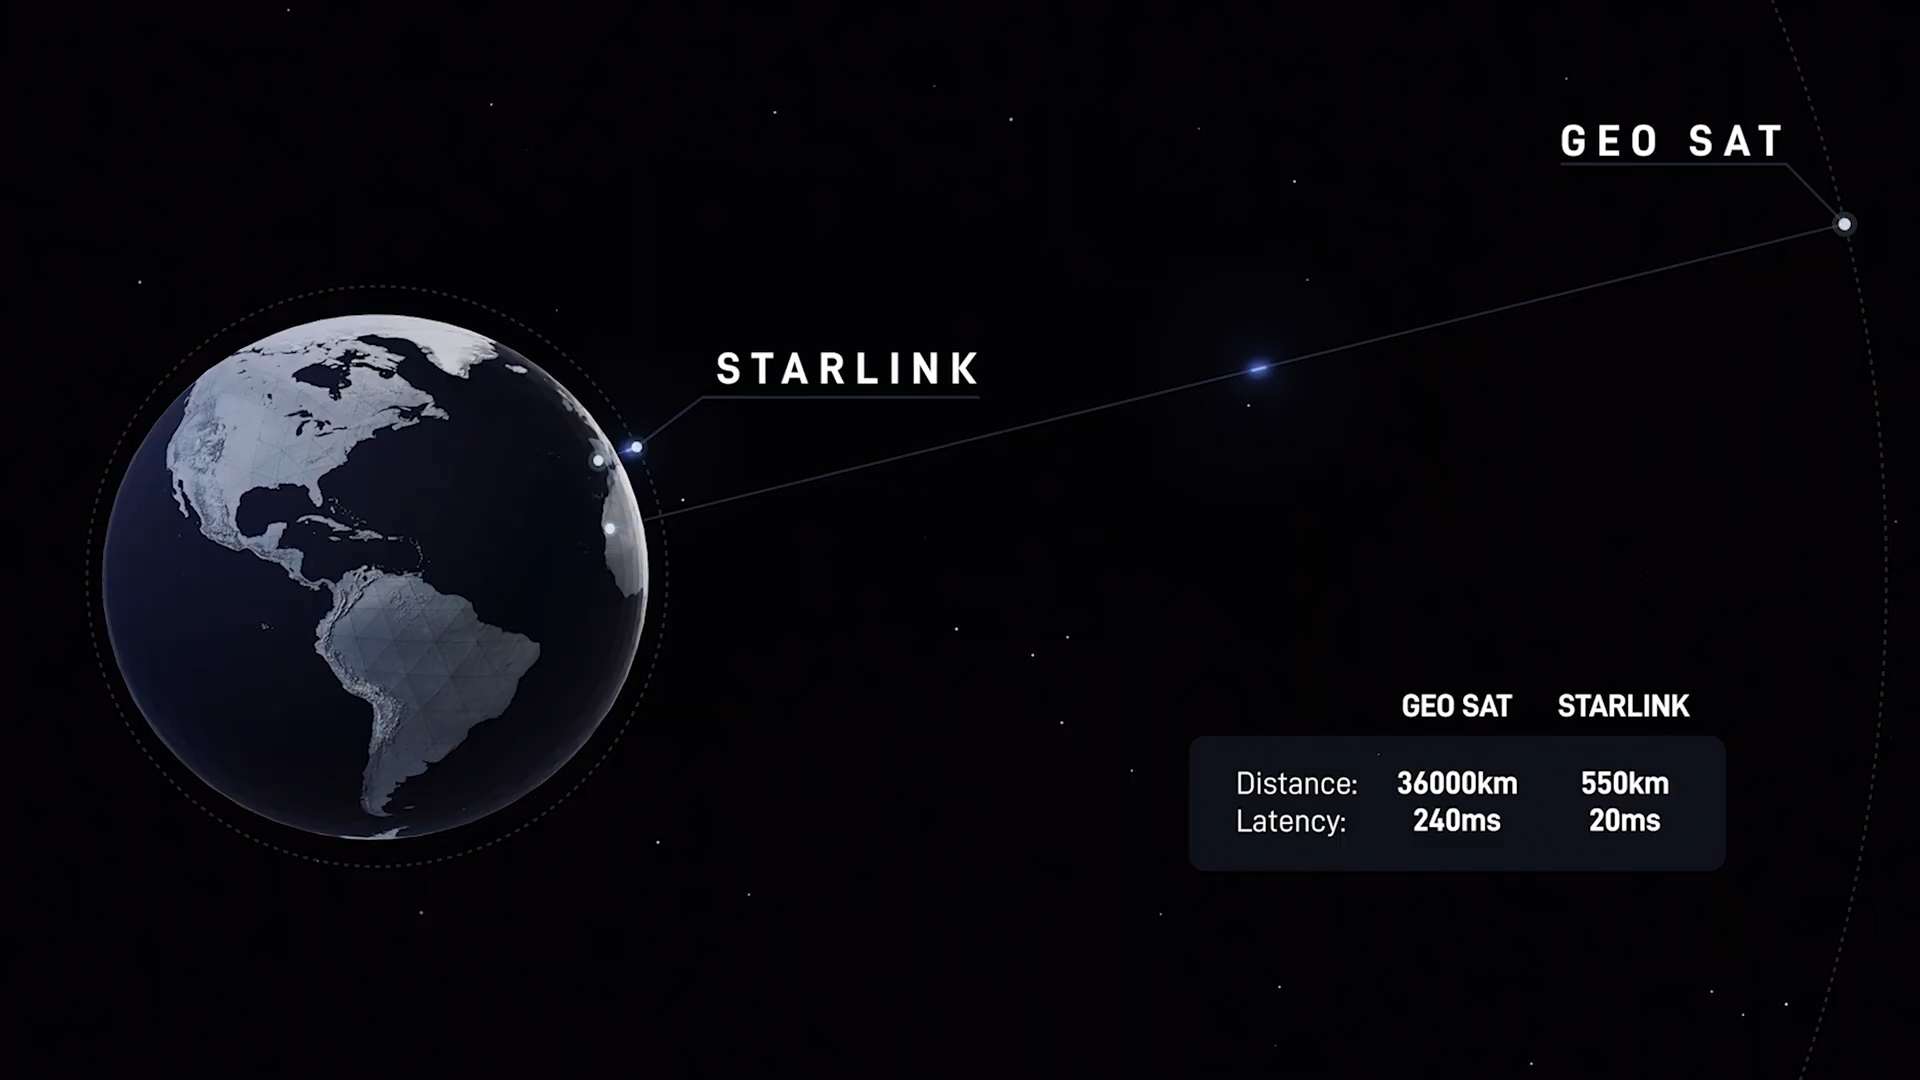 GEO SAT
STARLINK
GEO SAT STARLINK
Distance: 36000km 550km
Latency: 240ms 20ms